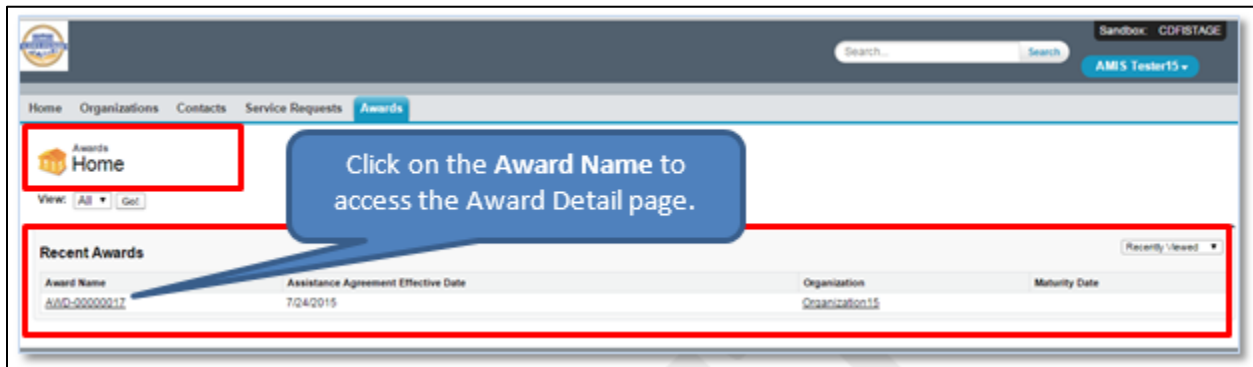 Sandbox: CDFISTAGE
Search...
Search
AMIS Tester15
Home Organizations Contacts Service Requests Awards
Awards
Home
Click on the Award Name to
access the Award Detail page.
View: All Go!
Recent Awards
Recently Viewed
Award Name Assistance Agreement Effective Date Organization Maturity Date
AWD-00000017 7/24/2015 Organization15